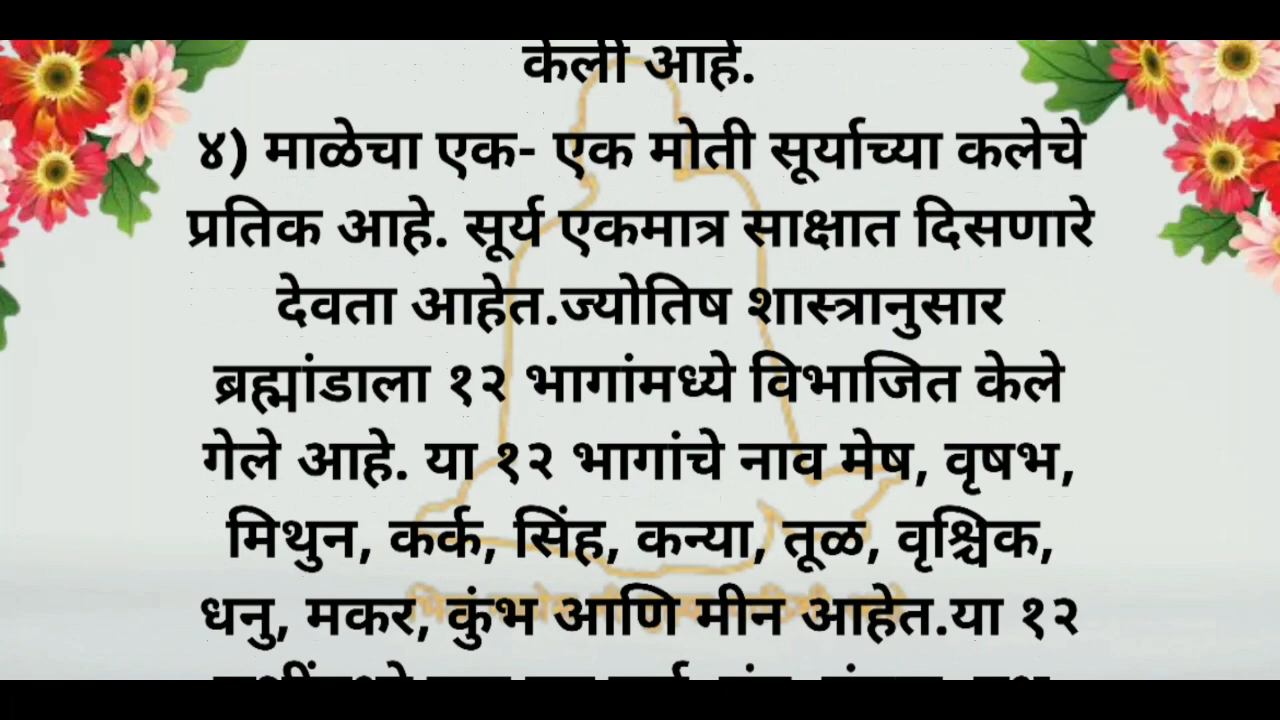 केली आहे.
४) माळेचा एक- एक मोती सूर्याच्या कलेचे
प्रतिक आहे. सूर्य एकमात्र साक्षात दिसणारे
देवता आहेत.ज्योतिष शास्त्रानुसार
ब्रह्मांडाला १२ भागांमध्ये विभाजित केले
गेले आहे. या १२ भागांचे नाव मेष, वृषभ,
मिथुन, कर्क, सिंह, कन्या, तूळ, वृश्चिक,
धनु, मकर, कुंभ आणि मीन आहेत.या १२